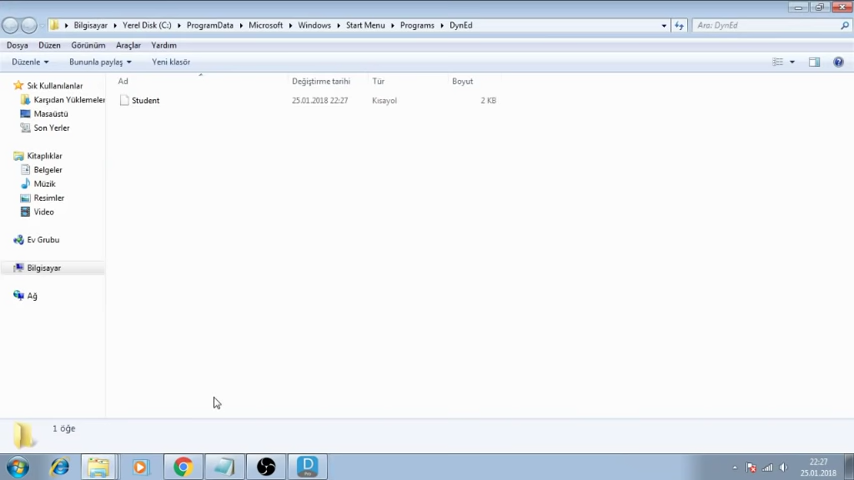 Bilgisayar ▸ Yerel Disk (C:) ▸ ProgramData ▸ Microsoft ▸ Windows ▸ Start Menu ▸ Programs ▸ DynEd
Ara: DynEd
Dosya Düzen Görünüm Araçlar Yardım
Düzenle Bununla paylaş Yeni klasör
Ad Değiştirme tarihi Tür Boyut
Student 25.01.2018 22:27 Kısayol 2 KB
Sık Kullanılanlar
Karşıdan Yüklemeler
Masaüstü
Son Yerler
Kitaplıklar
Belgeler
Müzik
Resimler
Video
Ev Grubu
Bilgisayar
Ağ
1 öğe
22:27
25.01.2018